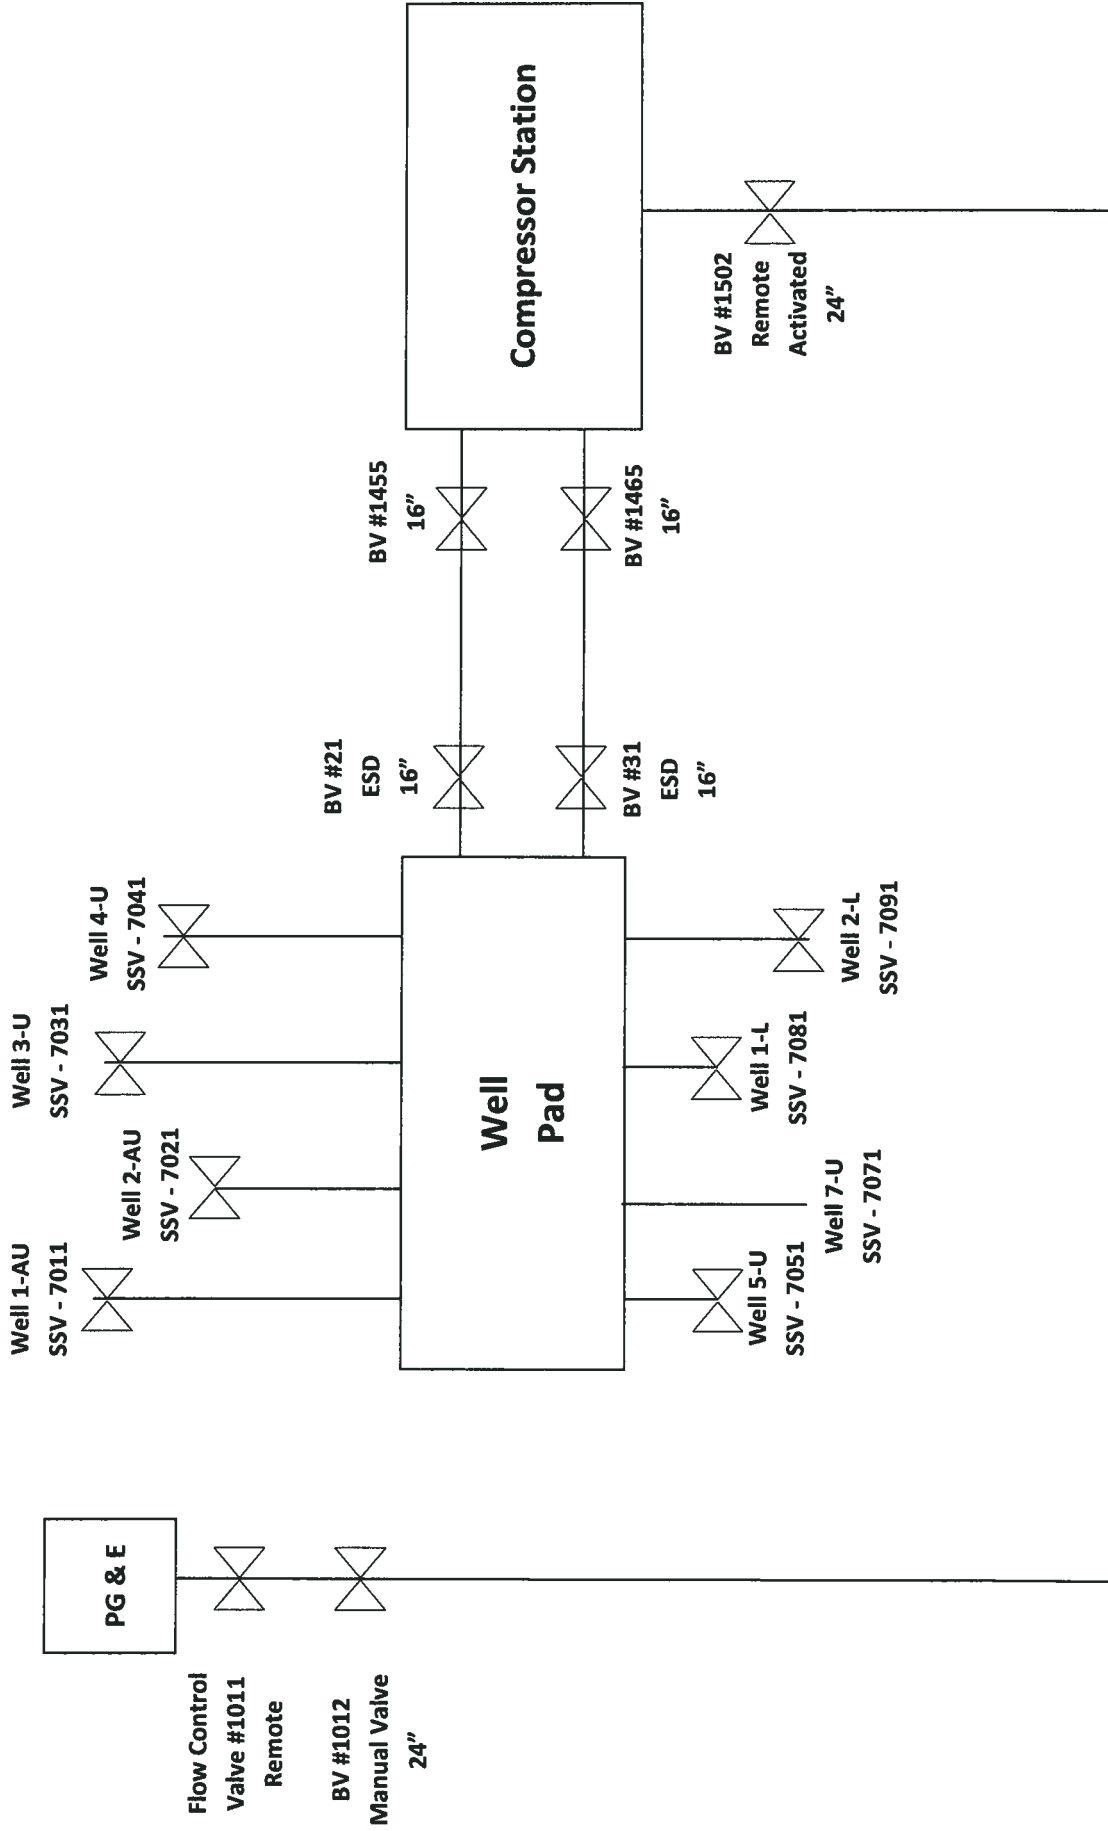 PG & E
Flow Control
Valve #1011
Remote
BV #1012
Manual Valve
24”
Well 1-AU
SSV - 7011
Well 2-AU
SSV - 7021
Well 3-U
SSV - 7031
Well 4-U
SSV - 7041
Well
Pad
Well 5-U
SSV - 7051
Well 7-U
SSV - 7071
Well 1-L
SSV - 7081
Well 2-L
SSV - 7091
BV #21
ESD
16”
BV #31
ESD
16”
BV #1455
16”
BV #1465
16”
Compressor Station
BV #1502
Remote
Activated
24”